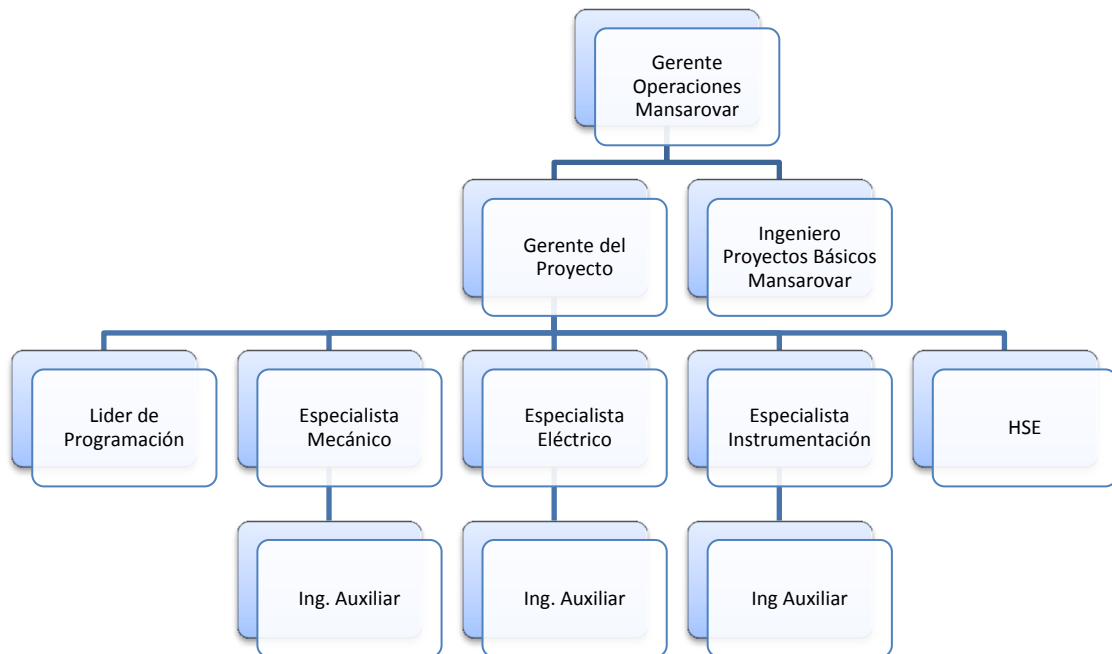 Gerente
Operaciones
Mansarovar
Gerente del
Proyecto
Ingeniero
Proyectos Básicos
Mansarovar
Lider de
Programación
Especialista
Mecánico
Especialista
Eléctrico
Especialista
Instrumentación
HSE
Ing. Auxiliar
Ing. Auxiliar
Ing Auxiliar